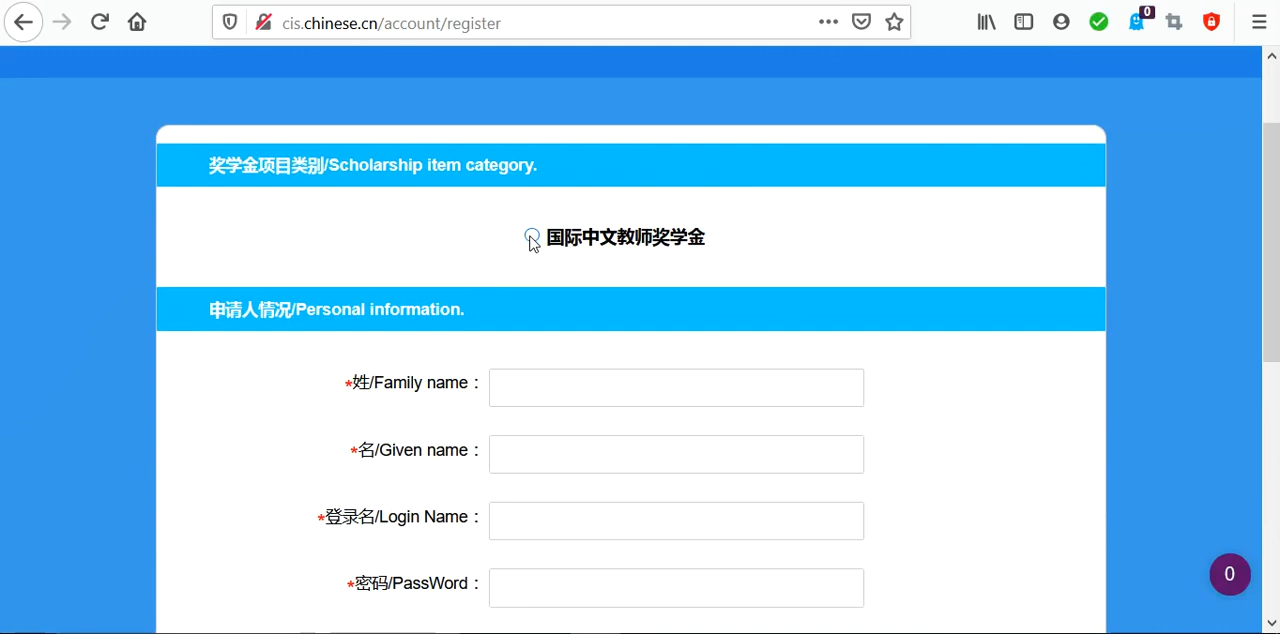 cis.chinese.cn/account/register
0
奖学金项目类别/Scholarship item category.
国际中文教师奖学金
申请人情况/Personal information.
*姓/Family name：
*名/Given name：
*登录名/Login Name：
*密码/PassWord：
0